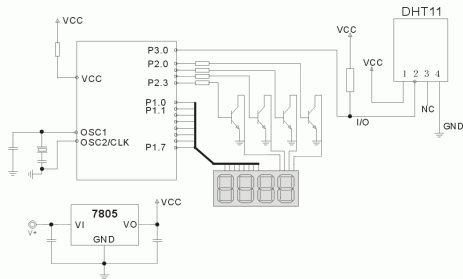 VCC
VCC
P3.0
P2.0
P2.3
P1.0
P1.1
P1.7
OSC1
OSC2/CLK
VCC
VCC
DHT11
1 2 3 4
NC
I/O
GND
7805
VI
VO
GND
V+
VCC